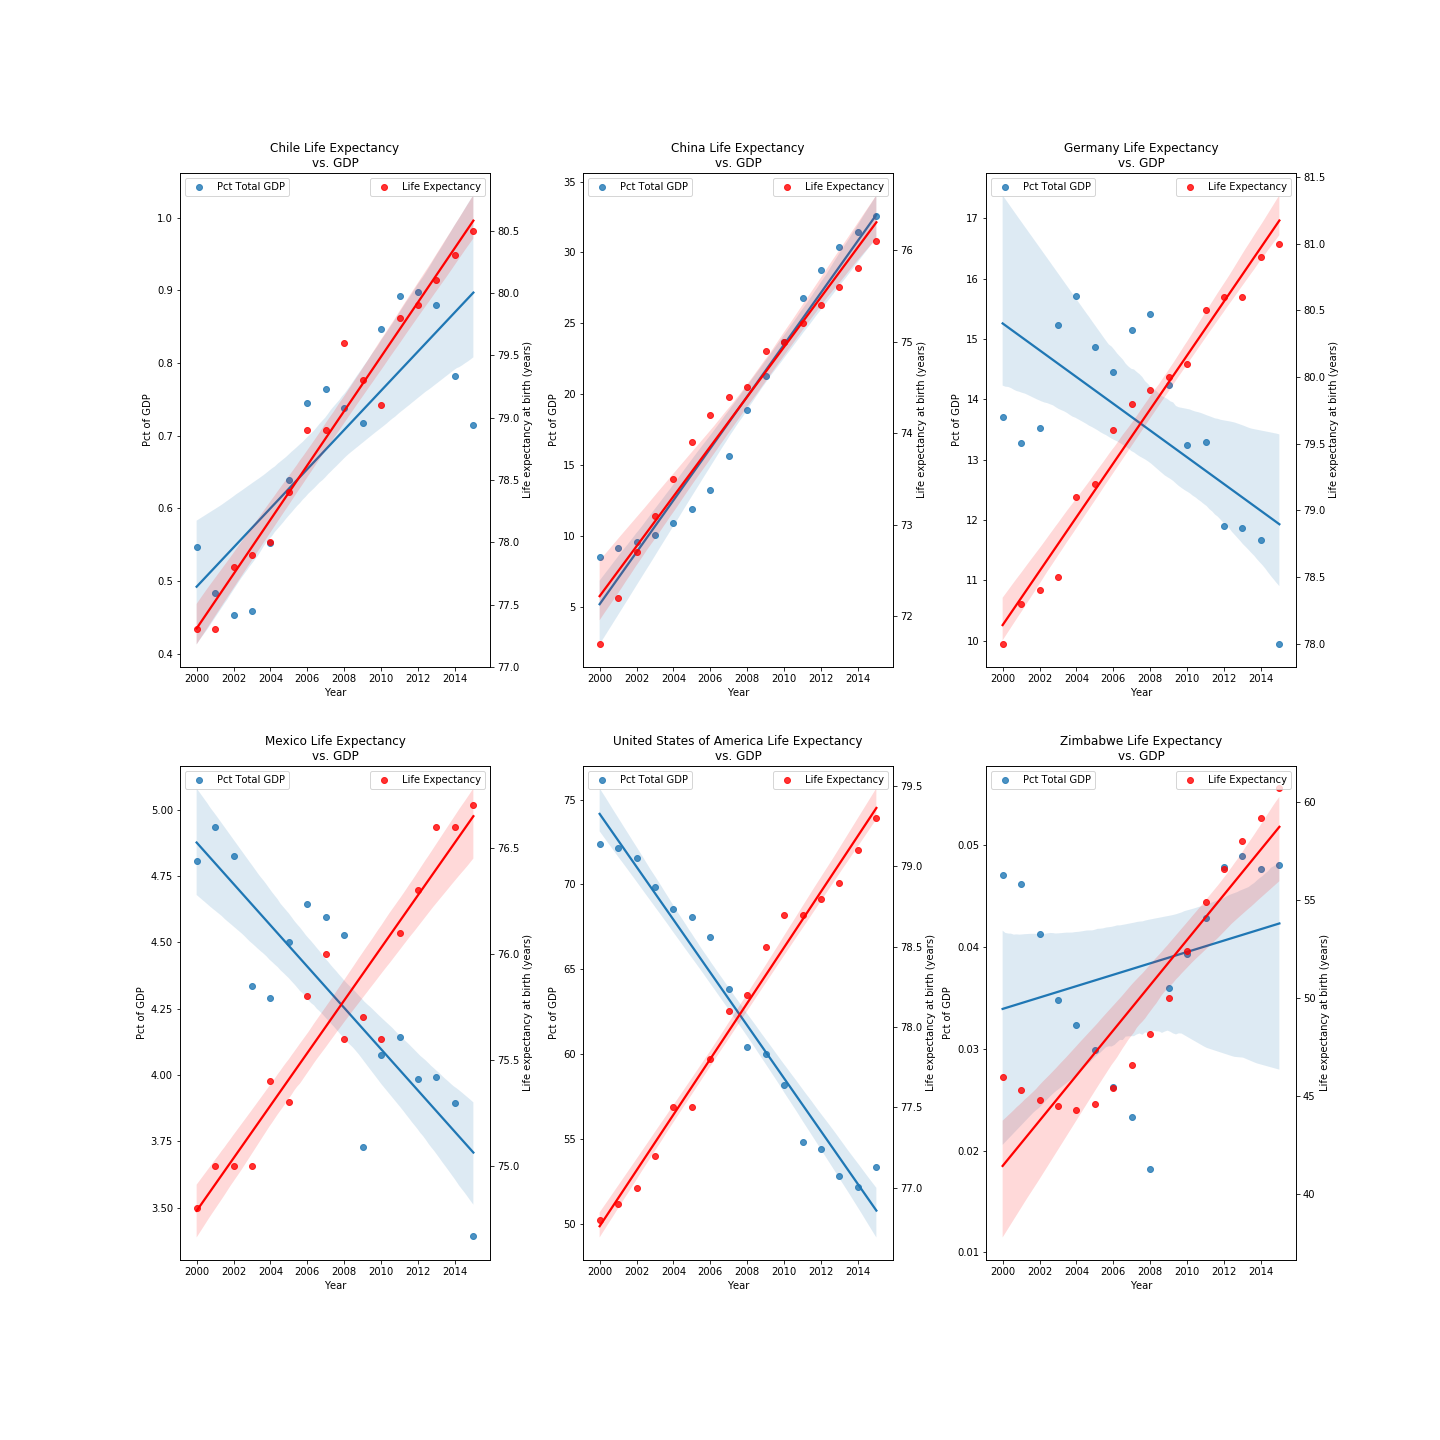 Chile Life Expectancy
vs. GDP
Pct Total GDP
Life Expectancy
1.0
0.9
0.8
0.7
0.6
0.5
0.4
Pct of GDP
80.5
80.0
79.5
79.0
78.5
78.0
77.5
77.0
Life expectancy at birth (years)
2000 2002 2004 2006 2008 2010 2012 2014
Year
China Life Expectancy
vs. GDP
Pct Total GDP
Life Expectancy
35
30
25
20
15
10
5
Pct of GDP
76
75
74
73
72
Life expectancy at birth (years)
2000 2002 2004 2006 2008 2010 2012 2014
Year
Germany Life Expectancy
vs. GDP
Pct Total GDP
Life Expectancy
17
16
15
14
13
12
11
10
Pct of GDP
81.5
81.0
80.5
80.0
79.5
79.0
78.5
78.0
Life expectancy at birth (years)
2000 2002 2004 2006 2008 2010 2012 2014
Year
Mexico Life Expectancy
vs. GDP
Pct Total GDP
Life Expectancy
5.00
4.75
4.50
4.25
4.00
3.75
3.50
Pct of GDP
76.5
76.0
75.5
75.0
Life expectancy at birth (years)
2000 2002 2004 2006 2008 2010 2012 2014
Year
United States of America Life Expectancy
vs. GDP
Pct Total GDP
Life Expectancy
75
70
65
60
55
50
Pct of GDP
79.5
79.0
78.5
78.0
77.5
77.0
Life expectancy at birth (years)
2000 2002 2004 2006 2008 2010 2012 2014
Year
Zimbabwe Life Expectancy
vs. GDP
Pct Total GDP
Life Expectancy
0.05
0.04
0.03
0.02
0.01
Pct of GDP
60
55
50
45
40
Life expectancy at birth (years)
2000 2002 2004 2006 2008 2010 2012 2014
Year